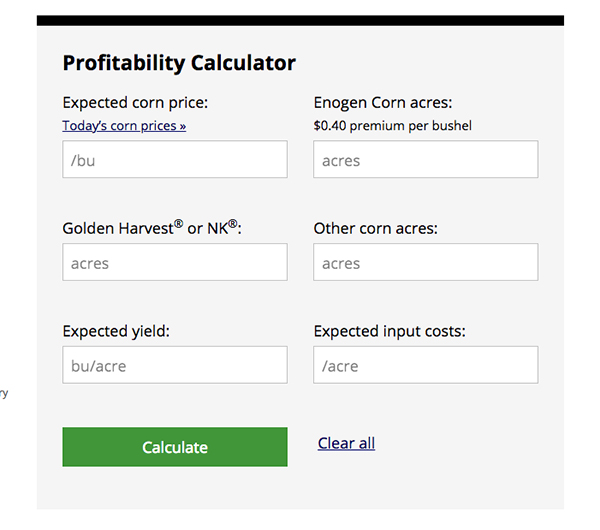 Profitability Calculator
Expected corn price:
Today's corn prices »
/bu
Enogen Corn acres:
$0.40 premium per bushel
acres
Golden Harvest® or NK®:
acres
Other corn acres:
acres
Expected yield:
bu/acre
Expected input costs:
/acre
ry
Calculate
Clear all